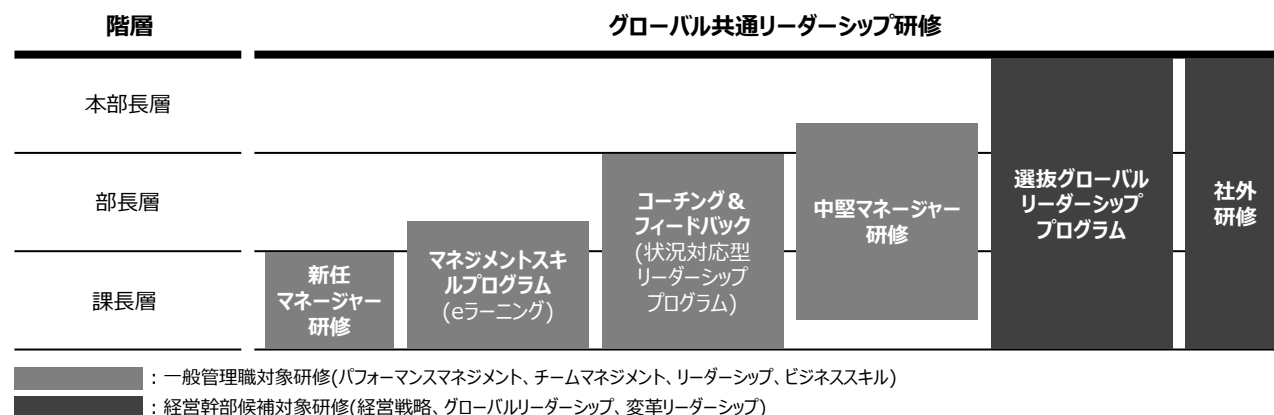 階層
グローバル共通リーダーシップ研修
本部長層
部長層
課長層
新任
マネージャー
研修
マネジメントスキ
ルプログラム
(eラーニング)
コーチング&
フィードバック
(状況対応型
リーダーシップ
プログラム)
中堅マネージャー
研修
選抜グローバル
リーダーシップ
プログラム
社外
研修
:一般管理職対象研修(パフォーマンスマネジメント、チームマネジメント、リーダーシップ、ビジネススキル)
:経営幹部候補対象研修(経営戦略、グローバルリーダーシップ、変革リーダーシップ)